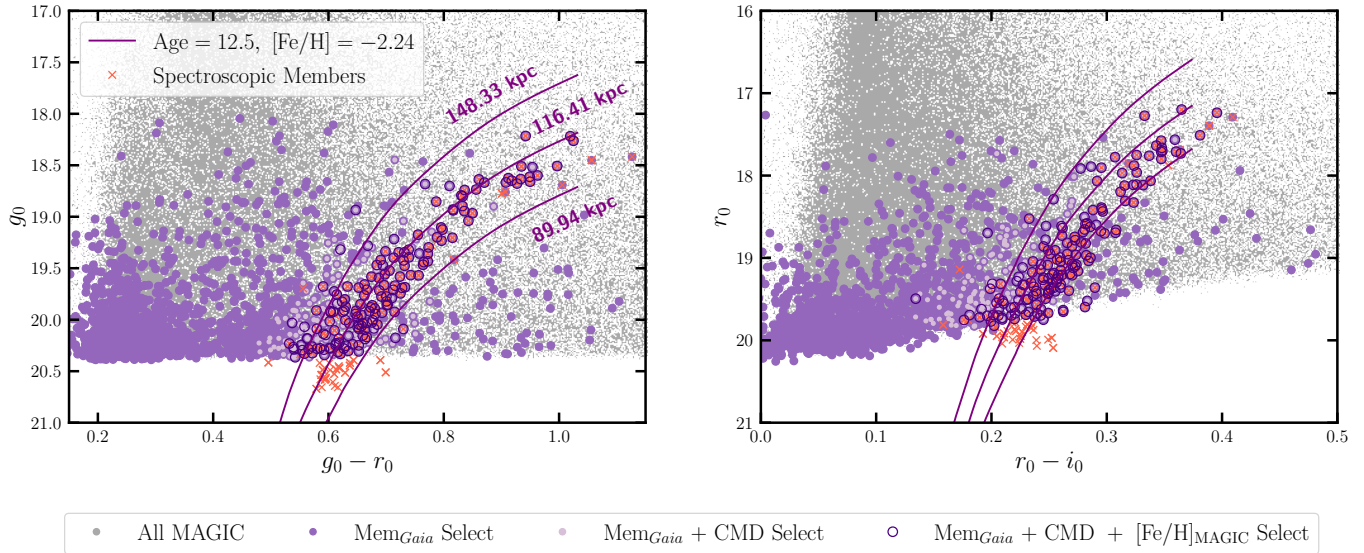 Age = 12.5, [Fe/H] = −2.24
Spectroscopic Members
148.33 kpc
116.41 kpc
89.94 kpc
17.0
17.5
18.0
18.5
19.0
19.5
20.0
20.5
21.0
g₀
0.2
0.4
0.6
0.8
1.0
g₀ − r₀
16
17
18
19
20
21
r₀
0.0
0.1
0.2
0.3
0.4
0.5
r₀ − i₀
All MAGIC
Mem_Gaia Select
Mem_Gaia + CMD Select
Mem_Gaia + CMD + [Fe/H]_MAGIC Select